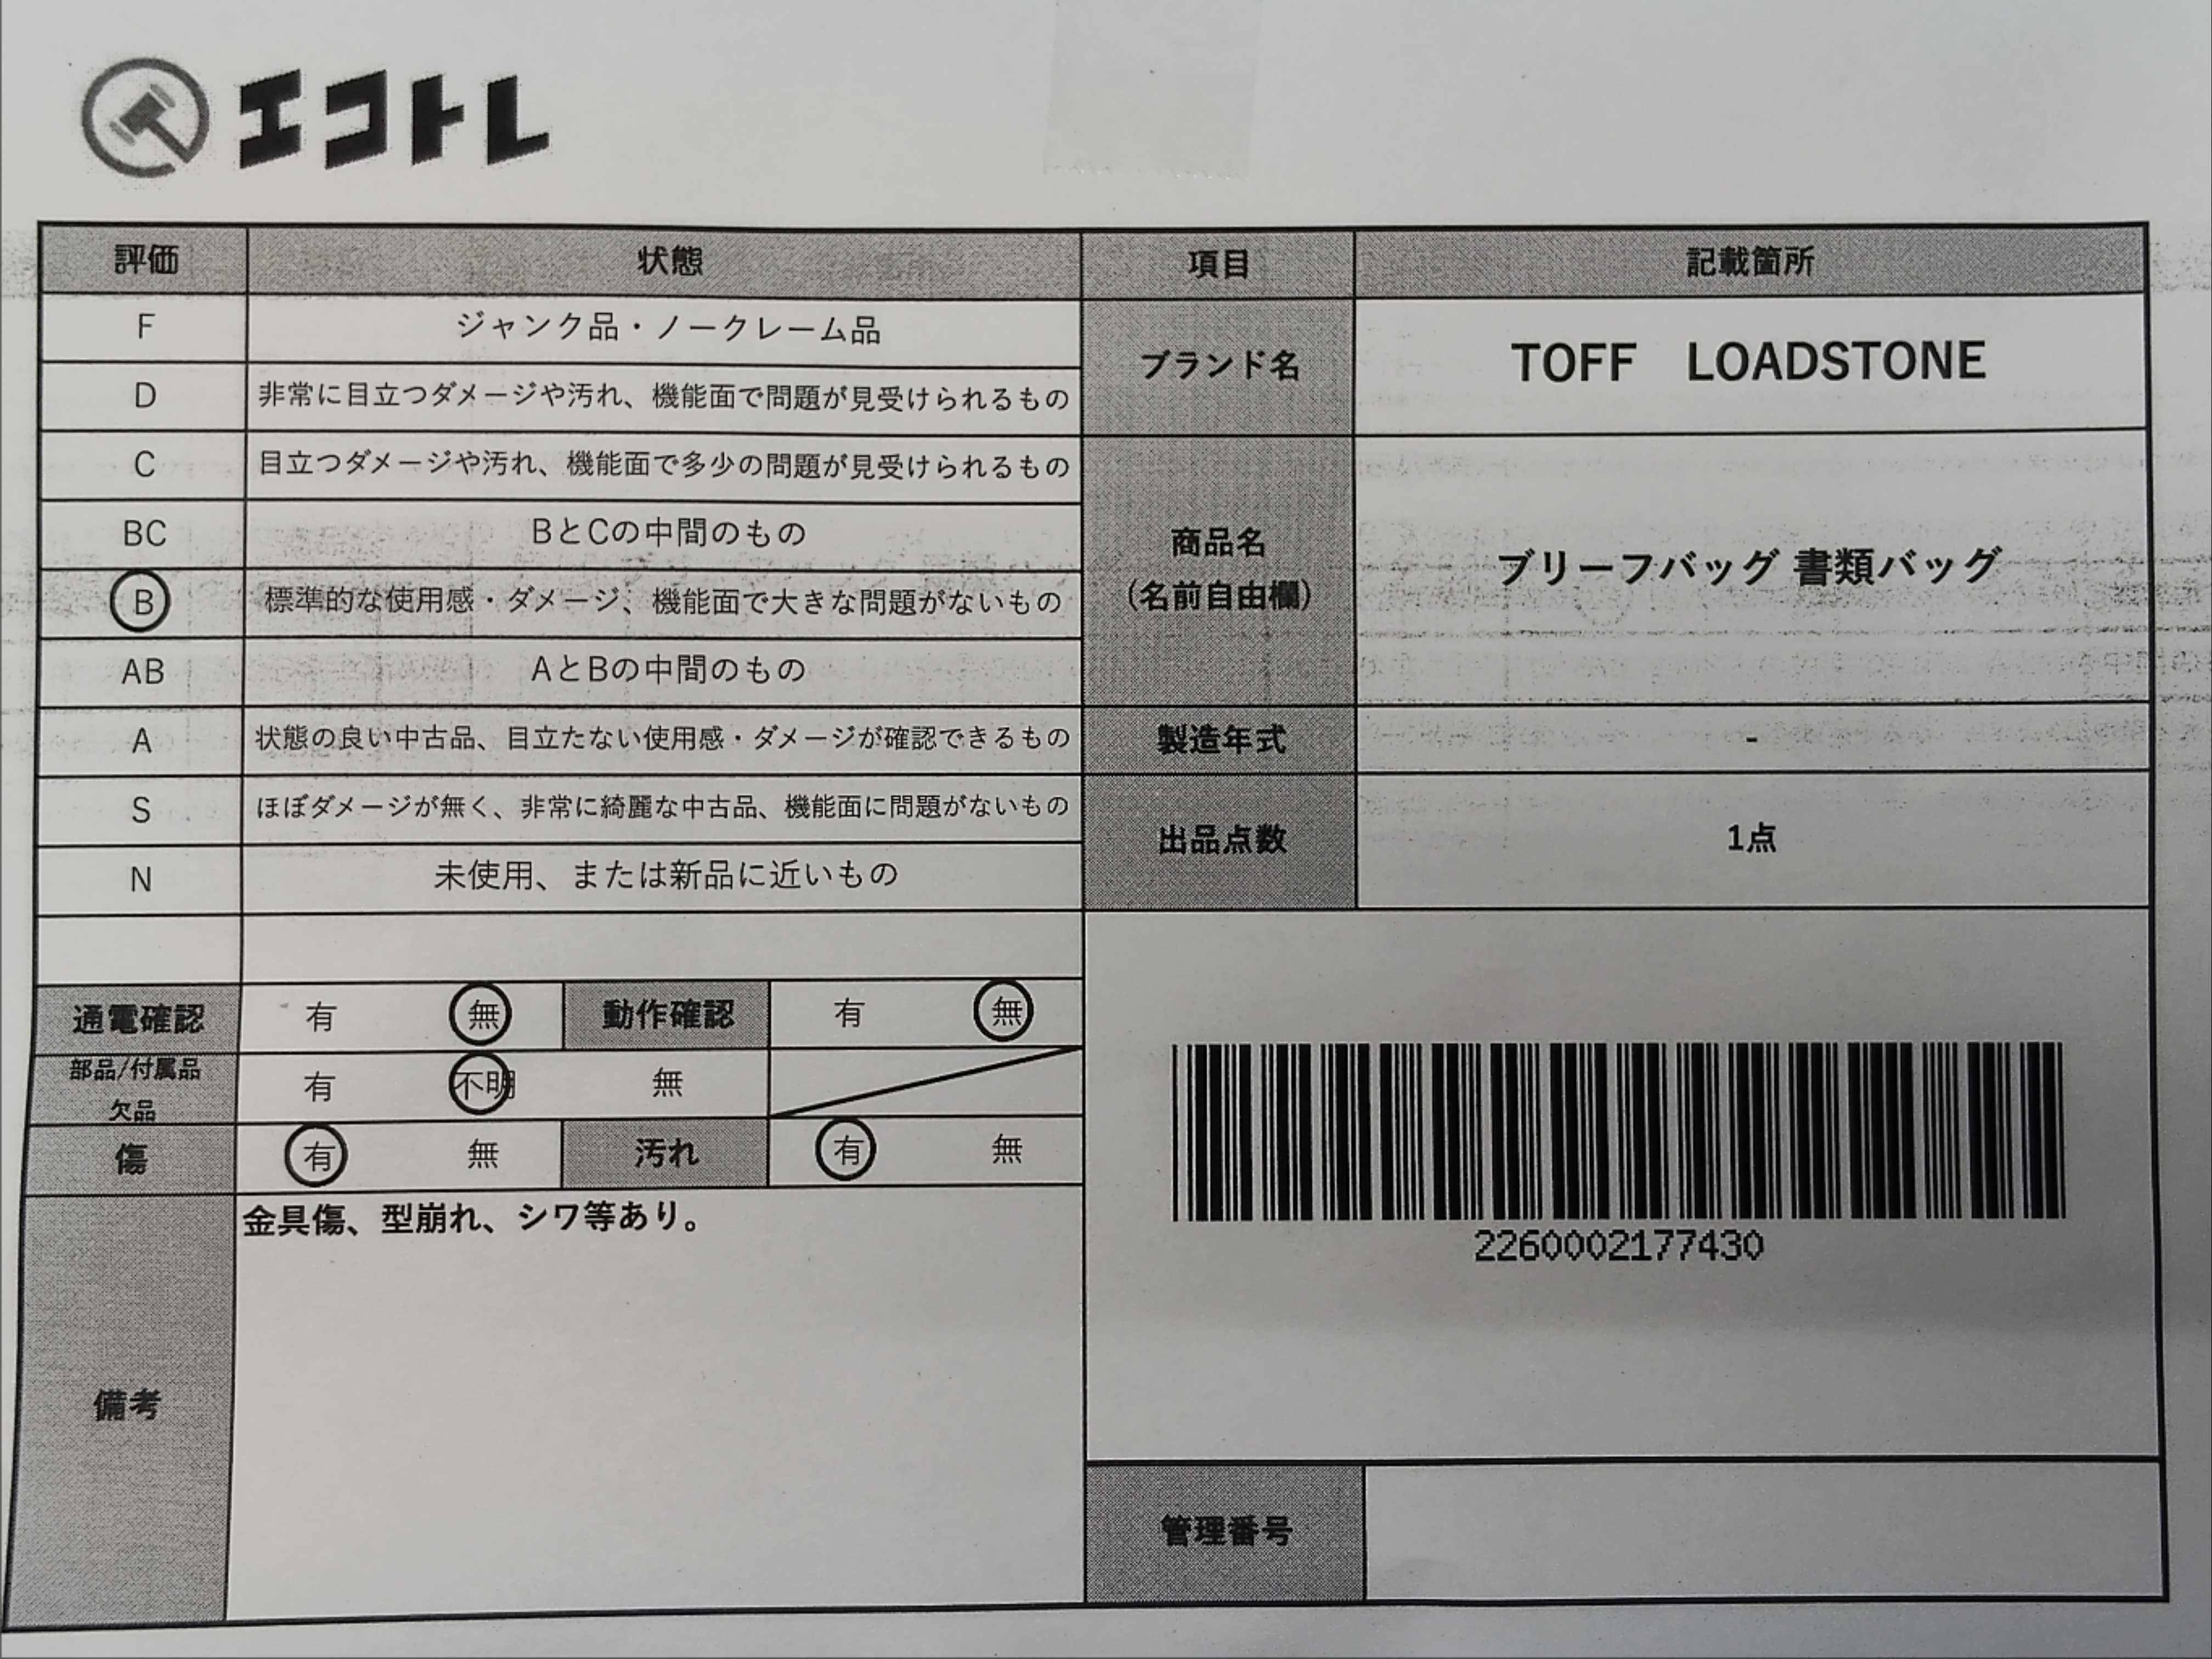 エコトレ
評価 状態 項目 記載箇所
F ジャンク品・ノークレーム品
ブランド名 TOFF LOADSTONE
D 非常に目立つダメージや汚れ、機能面で問題が見受けられるもの
C 目立つダメージや汚れ、機能面で多少の問題が見受けられるもの
BC BとCの中間のもの
商品名
(名前自由欄)
ブリーフバッグ 書類バッグ
B 標準的な使用感・ダメージ、機能面で大きな問題がないもの
AB AとBの中間のもの
A 状態の良い中古品、目立たない使用感・ダメージが確認できるもの
製造年式 -
S ほぼダメージが無く、非常に綺麗な中古品、機能面に問題がないもの
出品点数 1点
N 未使用、または新品に近いもの
通電確認 有 無 動作確認 有 無
部品/付属品
欠品
有 不明 無
傷 有 無 汚れ 有 無
備考
金具傷、型崩れ、シワ等あり。
2260002177430
管理番号